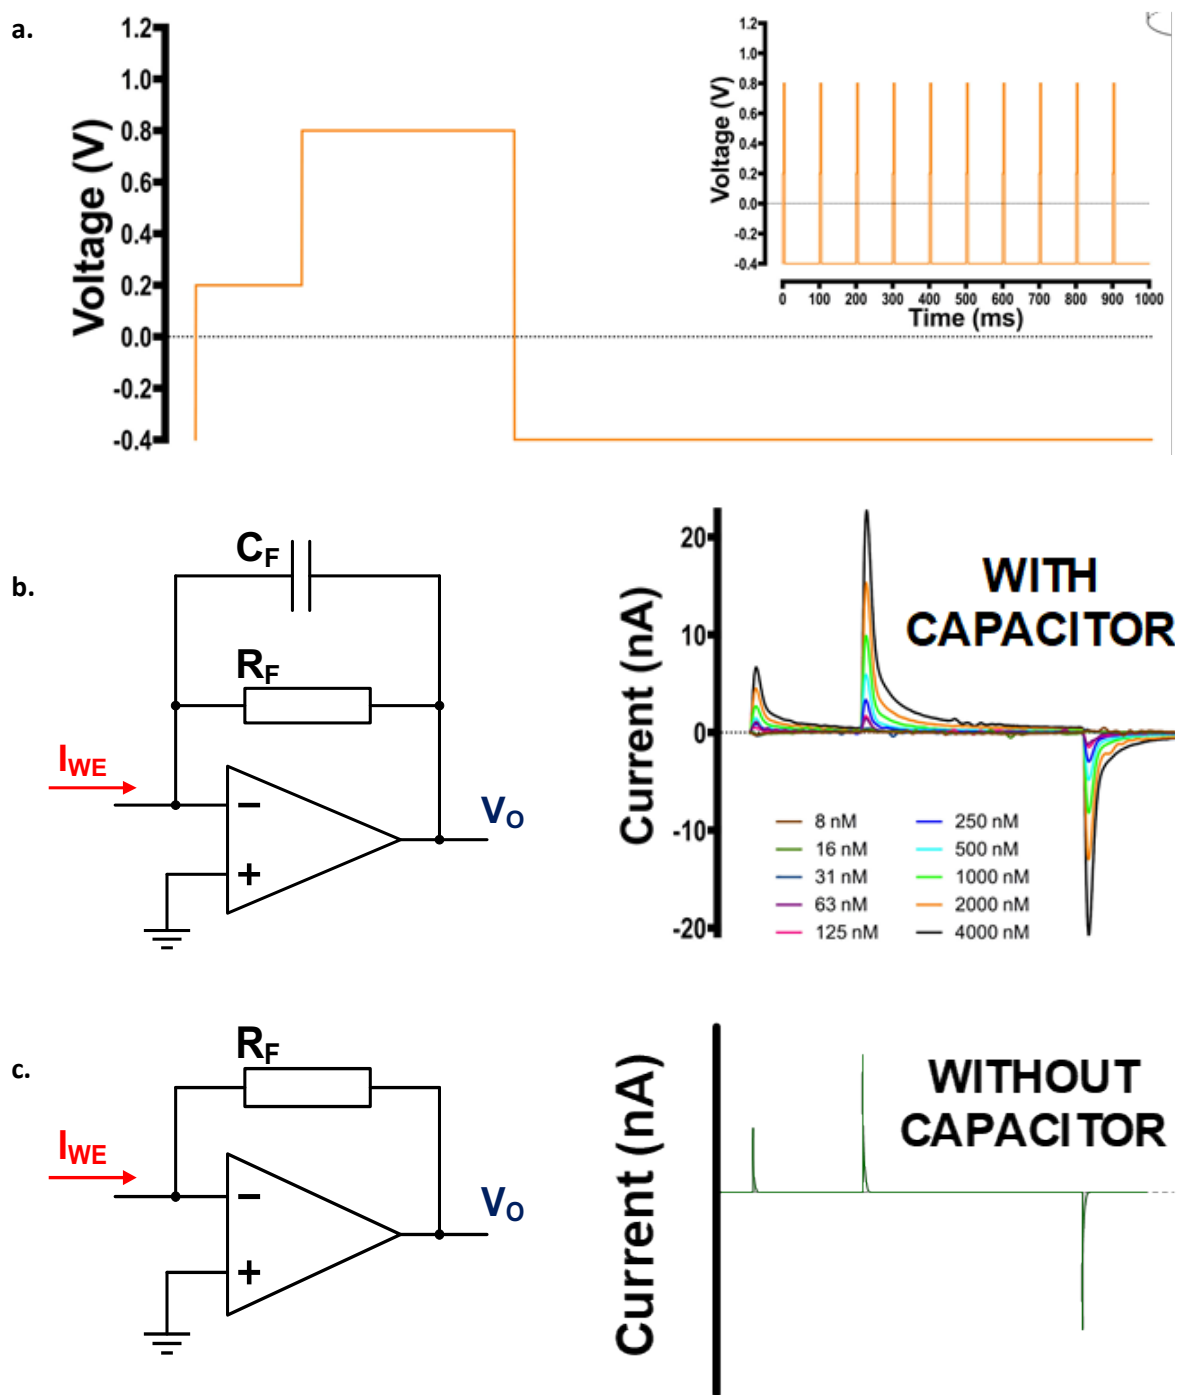 a.
Voltage (V)
1.2
1.0
0.8
0.6
0.4
0.2
0.0
-0.2
-0.4
Voltage (V)
1.2
1.0
0.8
0.6
0.4
0.2
0.0
-0.2
-0.4
0 100 200 300 400 500 600 700 800 900 1000
Time (ms)
b.
CF
RF
IWE
−
+
VO
Current (nA)
20
10
0
-10
-20
WITH
CAPACITOR
8 nM 250 nM
16 nM 500 nM
31 nM 1000 nM
63 nM 2000 nM
125 nM 4000 nM
c.
RF
IWE
−
+
VO
Current (nA)
WITHOUT
CAPACITOR